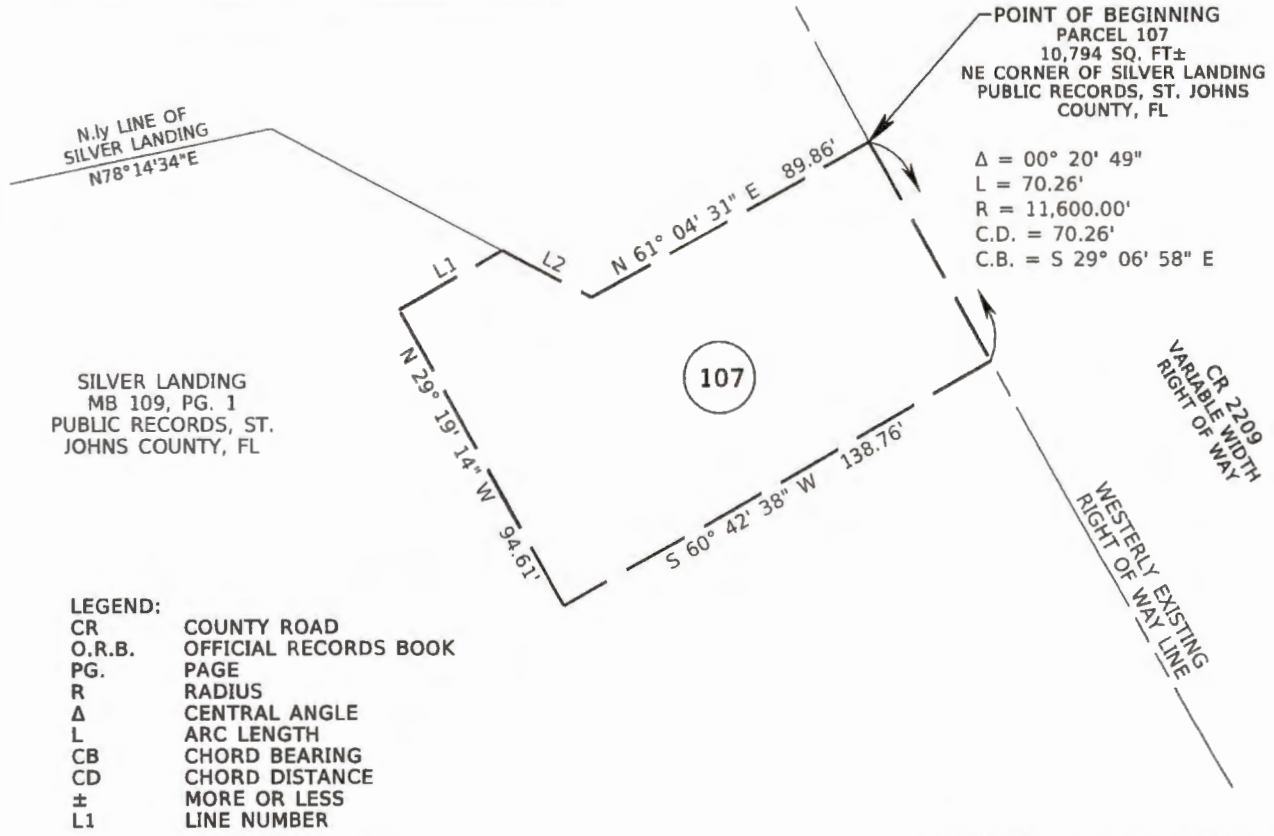 POINT OF BEGINNING
PARCEL 107
10,794 SQ. FT±
NE CORNER OF SILVER LANDING
PUBLIC RECORDS, ST. JOHNS
COUNTY, FL
Δ = 00° 20' 49"
L = 70.26'
R = 11,600.00'
C.D. = 70.26'
C.B. = S 29° 06' 58" E
N.ly LINE OF
SILVER LANDING
N78°14'34"E
L1
L2
N 61° 04' 31" E 89.86'
107
SILVER LANDING
MB 109, PG. 1
PUBLIC RECORDS, ST.
JOHNS COUNTY, FL
N 29° 19' 14" W 94.61'
S 60° 42' 38" W 138.76'
CR 2209
VARIABLE WIDTH
RIGHT OF WAY
WESTERLY EXISTING
RIGHT OF WAY LINE
LEGEND:
CR COUNTY ROAD
O.R.B. OFFICIAL RECORDS BOOK
PG. PAGE
R RADIUS
Δ CENTRAL ANGLE
L ARC LENGTH
CB CHORD BEARING
CD CHORD DISTANCE
± MORE OR LESS
L1 LINE NUMBER